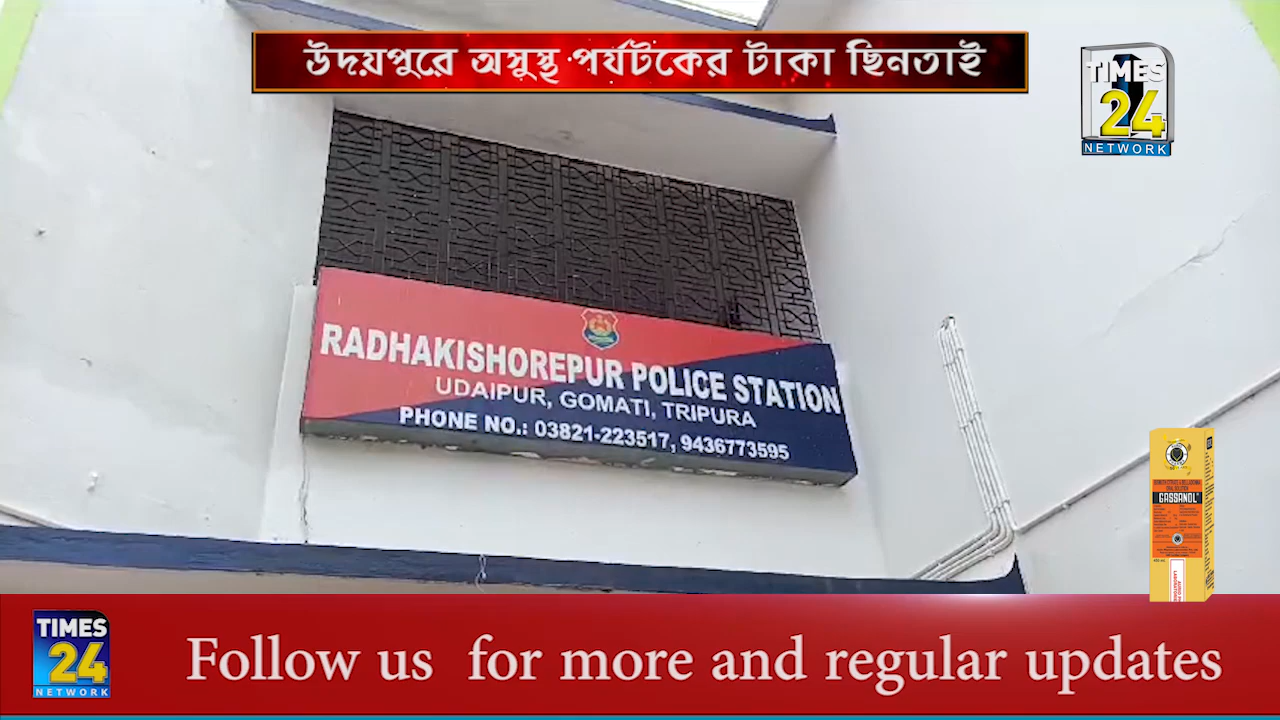 উদয়পুরে অসুস্থ পর্যটকের টাকা ছিনতাই
TIMES
24
NETWORK
RADHAKISHOREPUR POLICE STATION
UDAIPUR, GOMATI, TRIPURA
PHONE NO.: 03821-223517, 9436773595
GASSANOL
TIMES
24
NETWORK
Follow us for more and regular updates